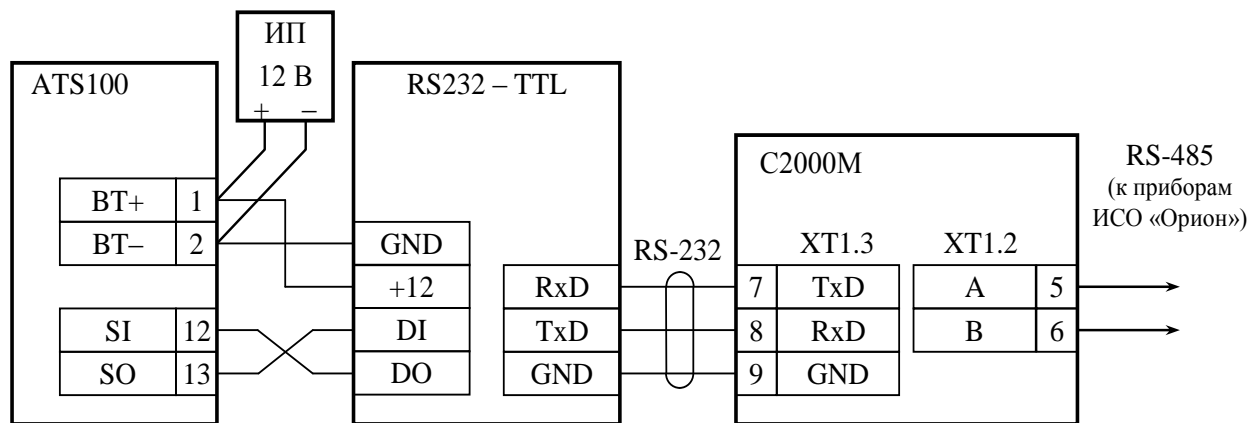 ИП
12 В
+ –
ATS100
BT+ 1
BT– 2
SI 12
SO 13
RS232 – TTL
GND
+12
DI
DO
RxD
TxD
GND
RS-232
C2000M
XT1.3
7 TxD
8 RxD
9 GND
XT1.2
A 5
B 6
RS-485
(к приборам
ИСО «Орион»)